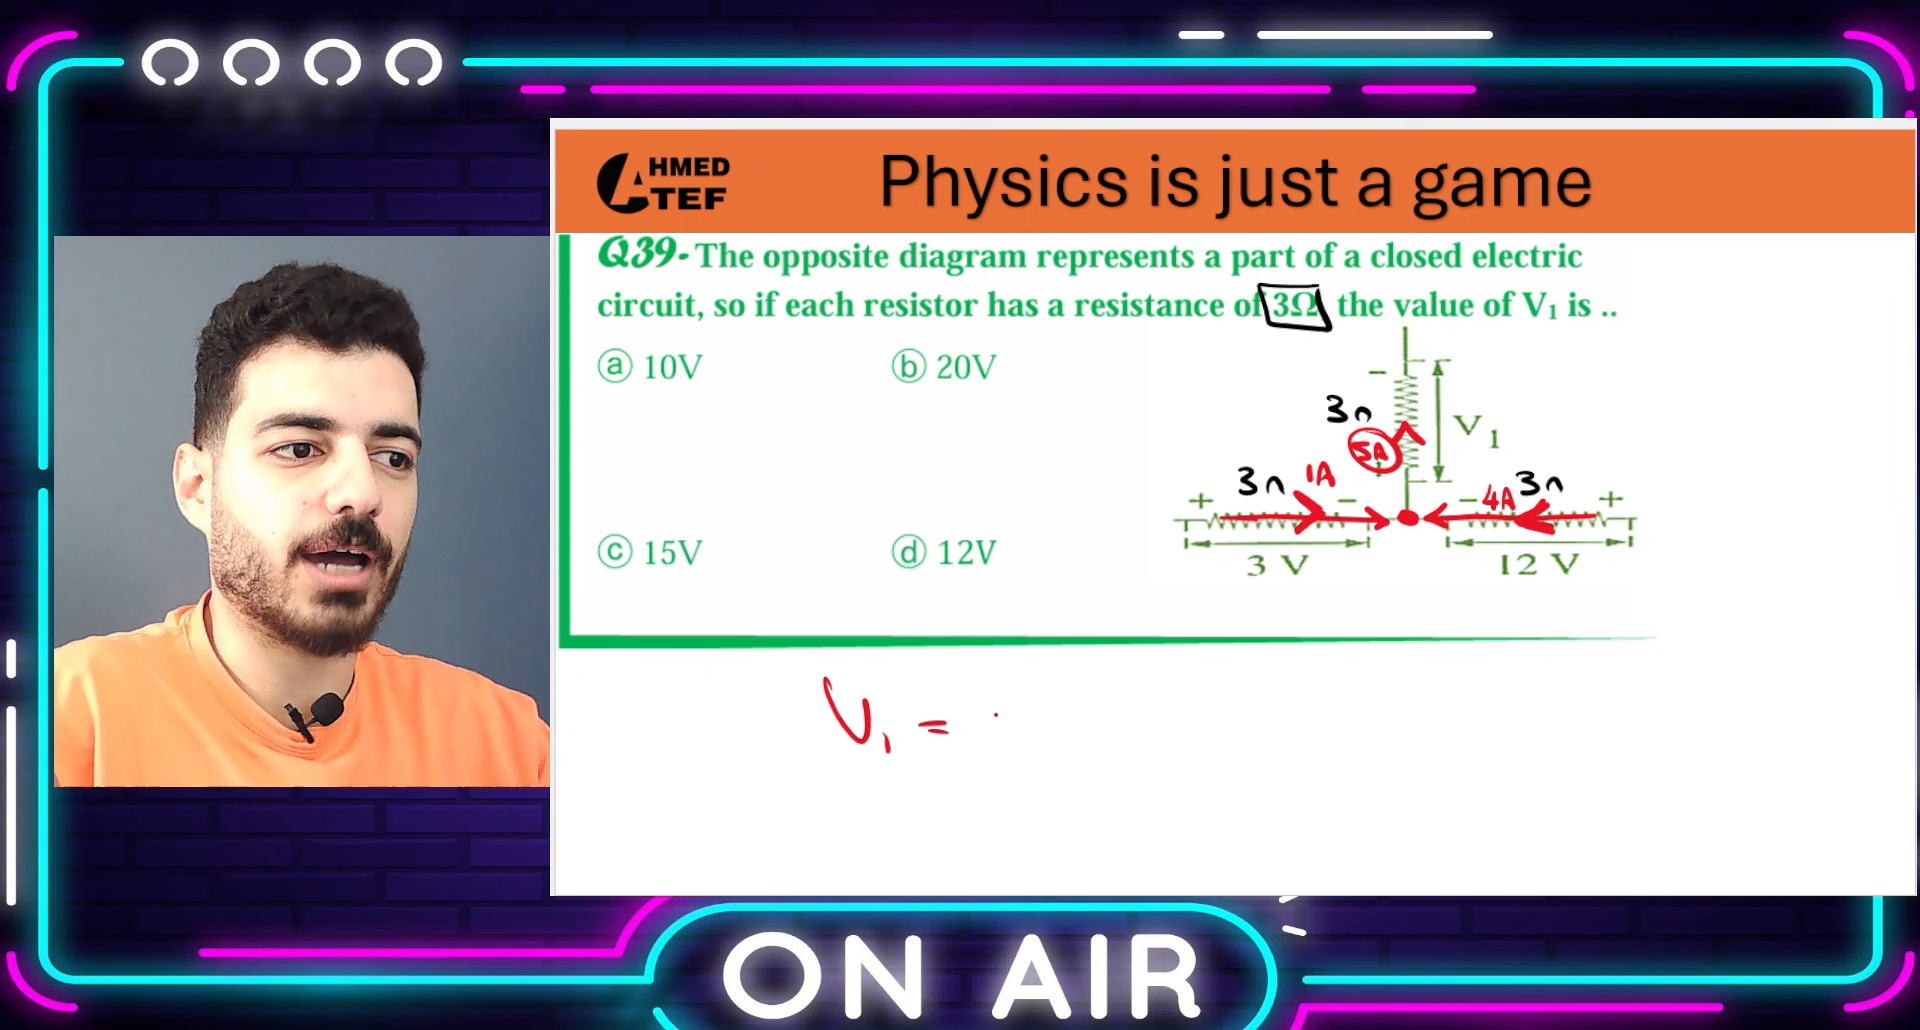 AHMED
ATEF
Physics is just a game
Q39- The opposite diagram represents a part of a closed electric
circuit, so if each resistor has a resistance of 3Ω the value of V₁ is ..
ⓐ 10V
ⓑ 20V
ⓒ 15V
ⓓ 12V
−
3Ω
V₁
5A
3Ω
1A
+
−
−
4A
3Ω
+
3 V
12 V
V₁ =
ON AIR